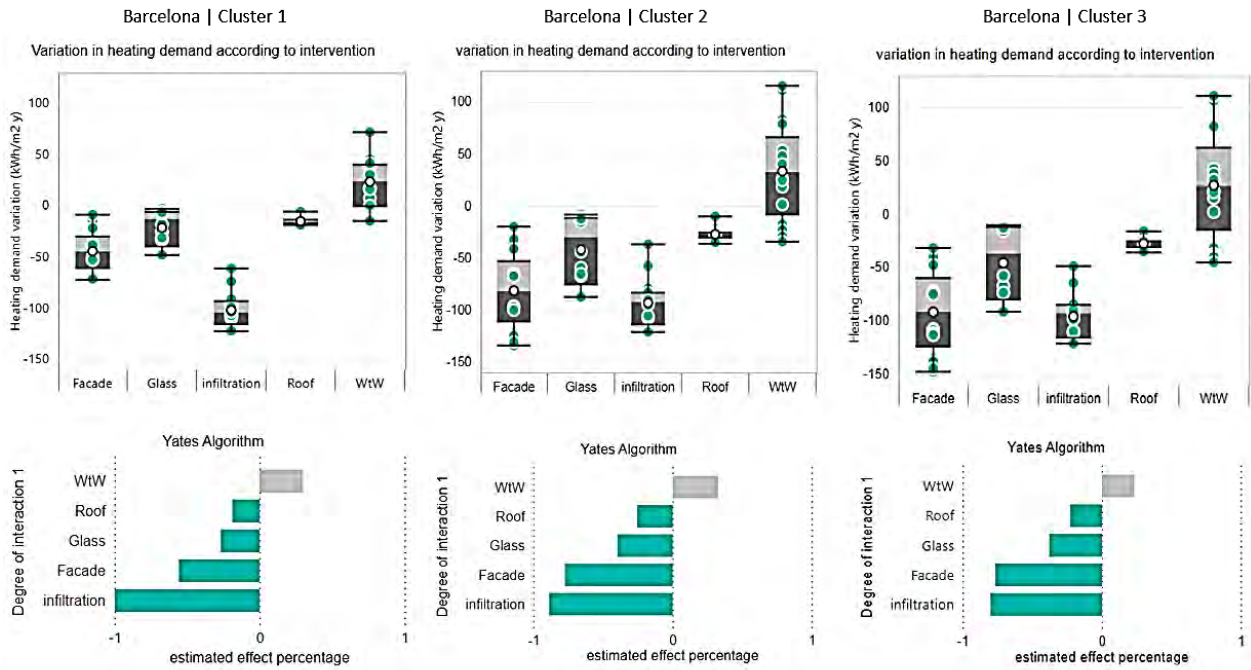 Barcelona | Cluster 1
Variation in heating demand according to intervention
Heating demand variation (kWh/m2 y)
100
50
0
-50
-100
-150
Facade
Glass
infiltration
Roof
WtW
Yates Algorithm
Degree of interaction 1
WtW
Roof
Glass
Facade
infiltration
-1
0
1
estimated effect percentage
Barcelona | Cluster 2
variation in heating demand according to intervention
Heating demand variation (kWh/m2 y)
100
50
0
-50
-100
-150
Facade
Glass
infiltration
Roof
WtW
Yates Algorithm
Degree of interaction 1
WtW
Roof
Glass
Facade
infiltration
-1
0
1
estimated effect percentage
Barcelona | Cluster 3
variation in heating demand according to intervention
Heating demand variation (kWh/m2 y)
100
50
0
-50
-100
-150
Facade
Glass
infiltration
Roof
WtW
Yates Algorithm
Degree of interaction 1
WtW
Roof
Glass
Facade
infiltration
-1
0
1
estimated effect percentage